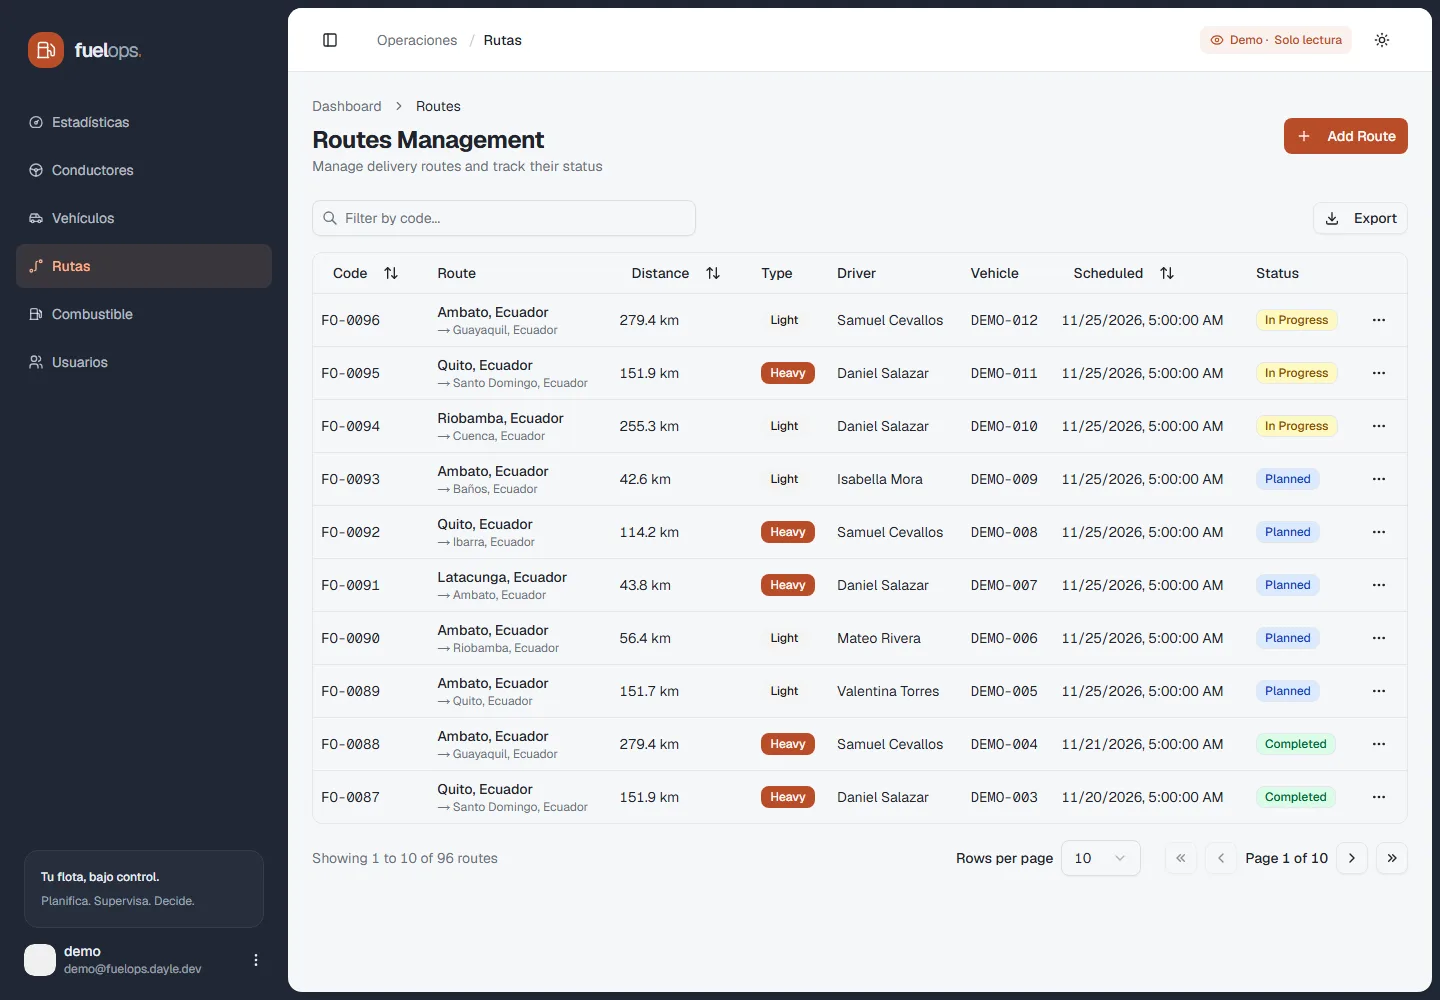 fuelops.
Estadísticas
Conductores
Vehículos
Rutas
Combustible
Usuarios
Tu flota, bajo control.
Planifica. Supervisa. Decide.
demo
demo@fuelops.dayle.dev
Operaciones / Rutas
Demo · Solo lectura
Dashboard > Routes
Routes Management
Manage delivery routes and track their status
Add Route
Filter by code...
Export
Code Route Distance Type Driver Vehicle Scheduled Status
FO-0096 Ambato, Ecuador → Guayaquil, Ecuador 279.4 km Light Samuel Cevallos DEMO-012 11/25/2026, 5:00:00 AM In Progress
FO-0095 Quito, Ecuador → Santo Domingo, Ecuador 151.9 km Heavy Daniel Salazar DEMO-011 11/25/2026, 5:00:00 AM In Progress
FO-0094 Riobamba, Ecuador → Cuenca, Ecuador 255.3 km Light Daniel Salazar DEMO-010 11/25/2026, 5:00:00 AM In Progress
FO-0093 Ambato, Ecuador → Baños, Ecuador 42.6 km Light Isabella Mora DEMO-009 11/25/2026, 5:00:00 AM Planned
FO-0092 Quito, Ecuador → Ibarra, Ecuador 114.2 km Heavy Samuel Cevallos DEMO-008 11/25/2026, 5:00:00 AM Planned
FO-0091 Latacunga, Ecuador → Ambato, Ecuador 43.8 km Heavy Daniel Salazar DEMO-007 11/25/2026, 5:00:00 AM Planned
FO-0090 Ambato, Ecuador → Riobamba, Ecuador 56.4 km Light Mateo Rivera DEMO-006 11/25/2026, 5:00:00 AM Planned
FO-0089 Ambato, Ecuador → Quito, Ecuador 151.7 km Light Valentina Torres DEMO-005 11/25/2026, 5:00:00 AM Planned
FO-0088 Ambato, Ecuador → Guayaquil, Ecuador 279.4 km Heavy Samuel Cevallos DEMO-004 11/21/2026, 5:00:00 AM Completed
FO-0087 Quito, Ecuador → Santo Domingo, Ecuador 151.9 km Heavy Daniel Salazar DEMO-003 11/20/2026, 5:00:00 AM Completed
Showing 1 to 10 of 96 routes
Rows per page 10
Page 1 of 10